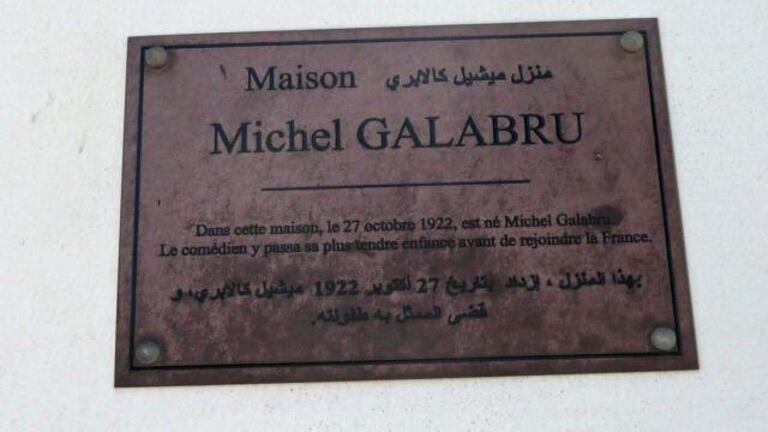 Maison منزل ميشيل كالابري
Michel GALABRU
Dans cette maison, le 27 octobre 1922, est né Michel Galabru.
Le comédien y passa sa plus tendre enfance avant de rejoindre la France.
بهذا المنزل ، إزداد بتاريخ 27 أكتوبر 1922 ميشيل كالابري، و
قضى الممثل به طفولته.